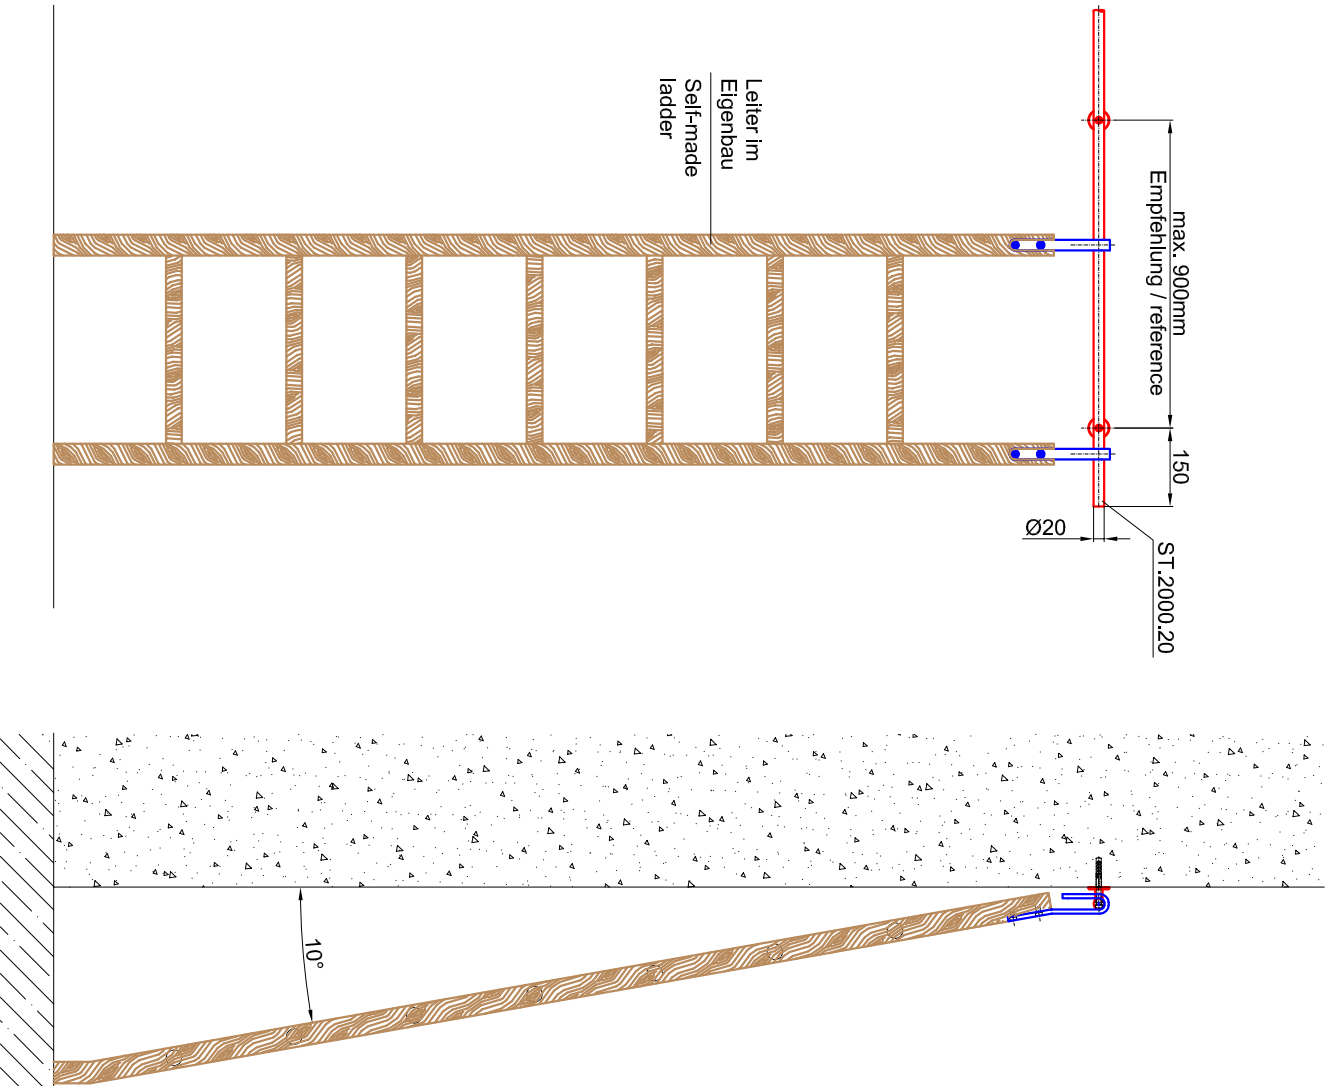 Leiter im
Eigenbau
Self-made
ladder
max. 900mm
Empfehlung / reference
150
Ø20
ST.2000.20
10°